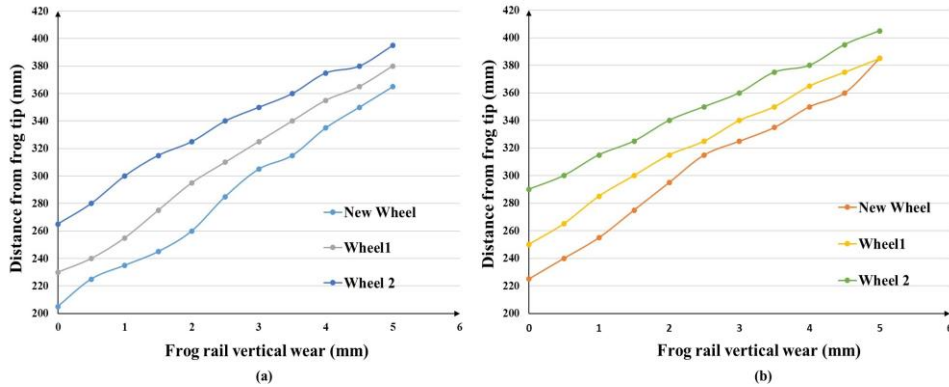 420
400
380
360
340
320
300
280
260
240
220
200
0 1 2 3 4 5 6
Distance from frog tip (mm)
Frog rail vertical wear (mm)
New Wheel
Wheel1
Wheel 2
(a)
420
400
380
360
340
320
300
280
260
240
220
200
0 1 2 3 4 5 6
Distance from frog tip (mm)
Frog rail vertical wear (mm)
New Wheel
Wheel1
Wheel 2
(b)